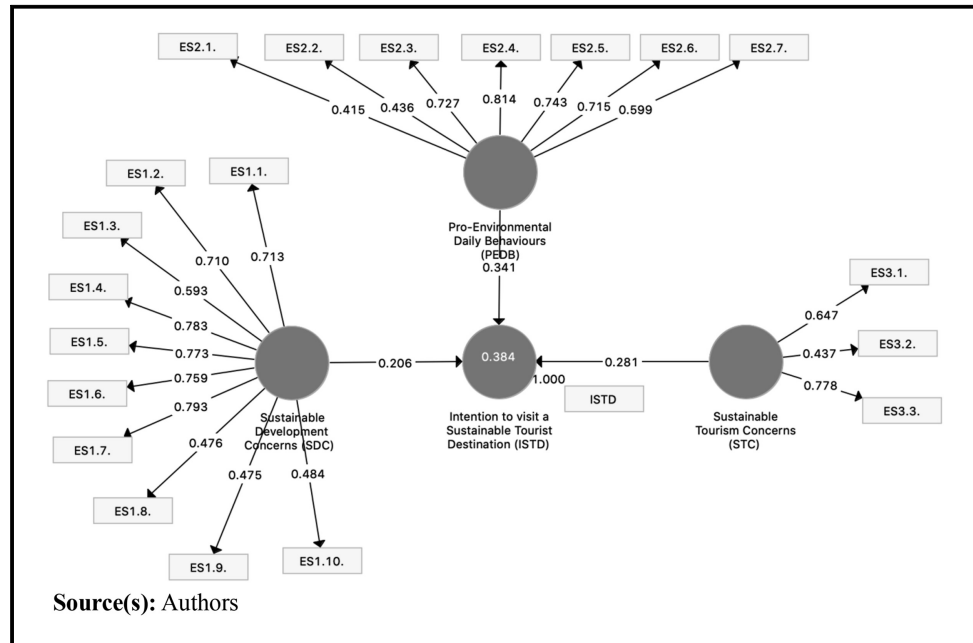 ES2.1.
ES2.2.
ES2.3.
ES2.4.
ES2.5.
ES2.6.
ES2.7.
0.415
0.436
0.727
0.814
0.743
0.715
0.599
Pro-Environmental
Daily Behaviours
(PEDB)
0.341
ES1.1.
ES1.2.
ES1.3.
ES1.4.
ES1.5.
ES1.6.
ES1.7.
ES1.8.
ES1.9.
ES1.10.
0.713
0.710
0.593
0.783
0.773
0.759
0.793
0.476
0.475
0.484
Sustainable
Development
Concerns (SDC)
0.206
0.384
1.000
Intention to visit a
Sustainable Tourist
Destination (ISTD)
ISTD
0.281
Sustainable
Tourism Concerns
(STC)
0.647
0.437
0.778
ES3.1.
ES3.2.
ES3.3.
Source(s): Authors